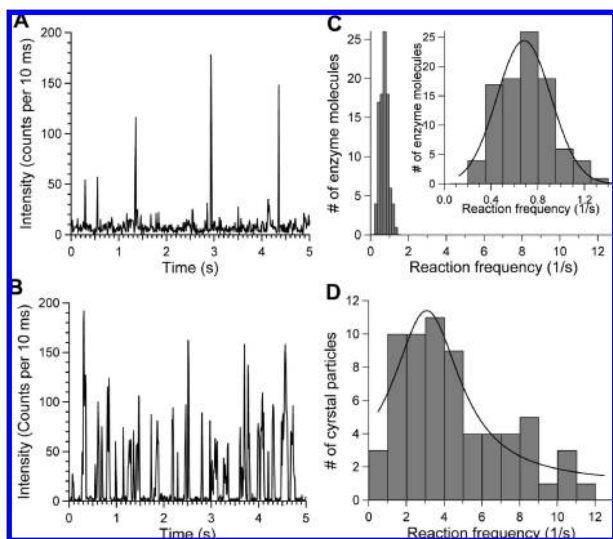 A
Intensity (counts per 10 ms)
200
150
100
50
0
0 1 2 3 4 5
Time (s)
B
Intensity (Counts per 10 ms)
200
150
100
50
0
0 1 2 3 4 5
Time (s)
C
# of enzyme molecules
25
20
15
10
5
0
0 2 4 6 8 10 12
Reaction frequency (1/s)
# of enzyme molecules
25
20
15
10
5
0
0.0 0.4 0.8 1.2
Reaction frequency (1/s)
D
# of cyrstal particles
12
10
8
6
4
2
0
0 2 4 6 8 10 12
Reaction frequency (1/s)